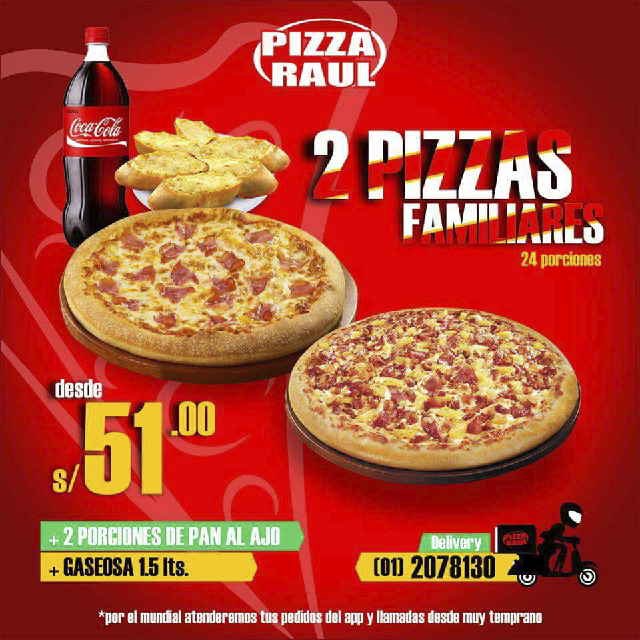 PIZZA
RAUL
Coca-Cola
2 PIZZAS
FAMILIARES
24 porciones
desde
s/51.00
+ 2 PORCIONES DE PAN AL AJO
+ GASEOSA 1.5 lts.
Delivery
(01) 2078130
PIZZA
RAUL
*por el mundial atenderemos tus pedidos del app y llamadas desde muy temprano